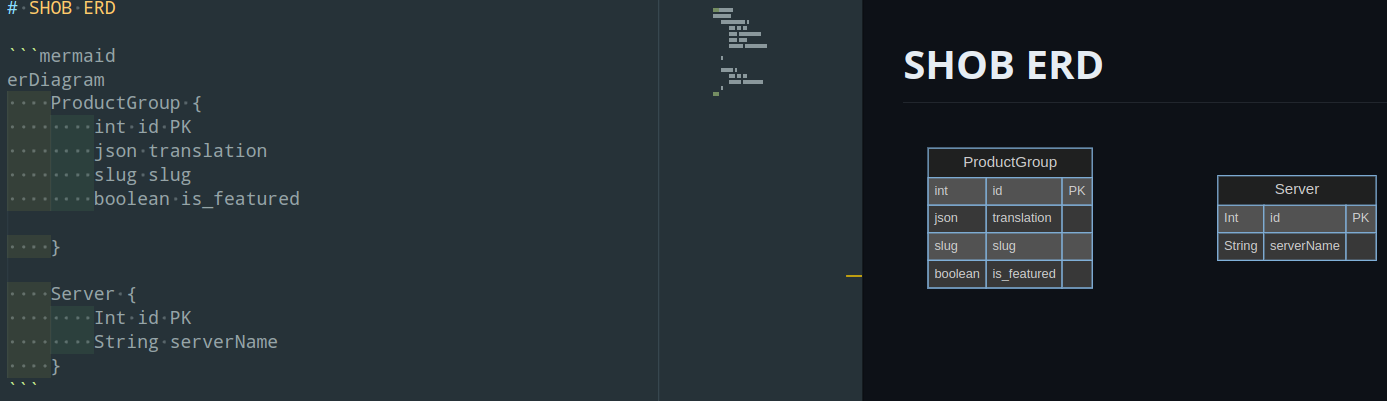 # SHOB ERD
```mermaid
erDiagram
    ProductGroup {
        int id PK
        json translation
        slug slug
        boolean is_featured

    }

    Server {
        Int id PK
        String serverName
    }
```
SHOB ERD
ProductGroup
int id PK
json translation
slug slug
boolean is_featured
Server
Int id PK
String serverName